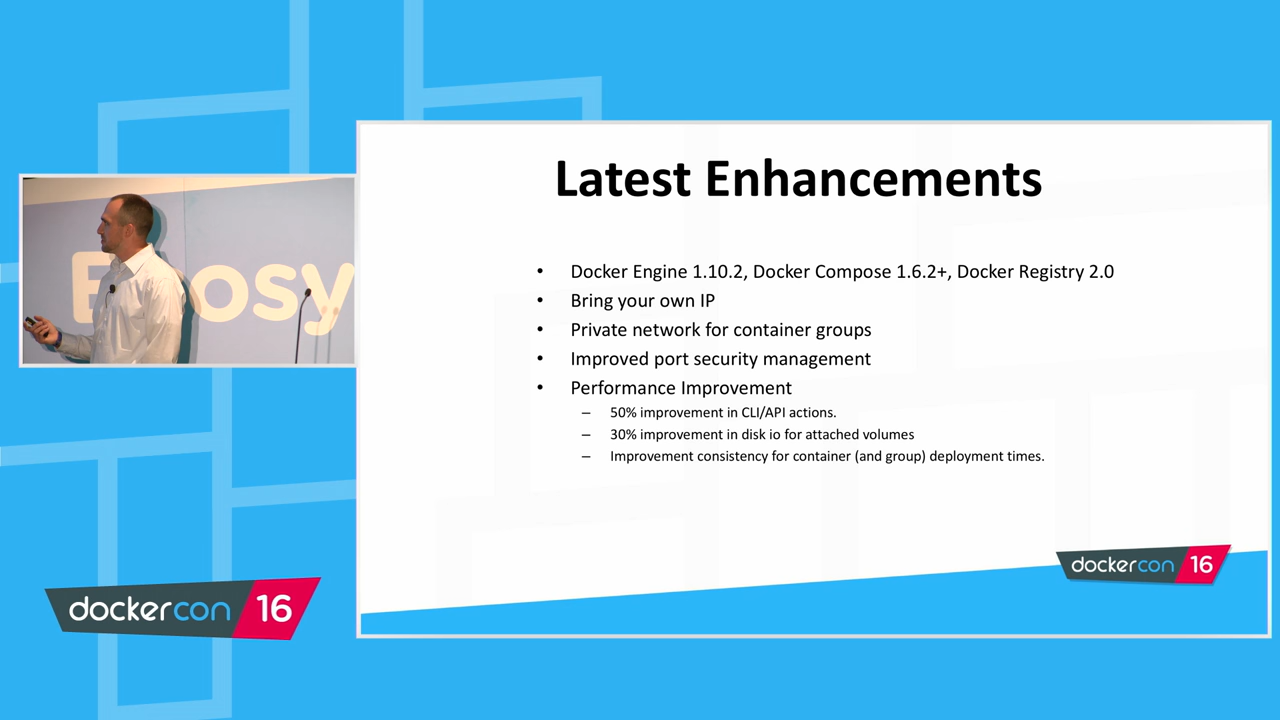 Latest Enhancements
• Docker Engine 1.10.2, Docker Compose 1.6.2+, Docker Registry 2.0
• Bring your own IP
• Private network for container groups
• Improved port security management
• Performance Improvement
– 50% improvement in CLI/API actions.
– 30% improvement in disk io for attached volumes
– Improvement consistency for container (and group) deployment times.
dockercon 16
dockercon 16